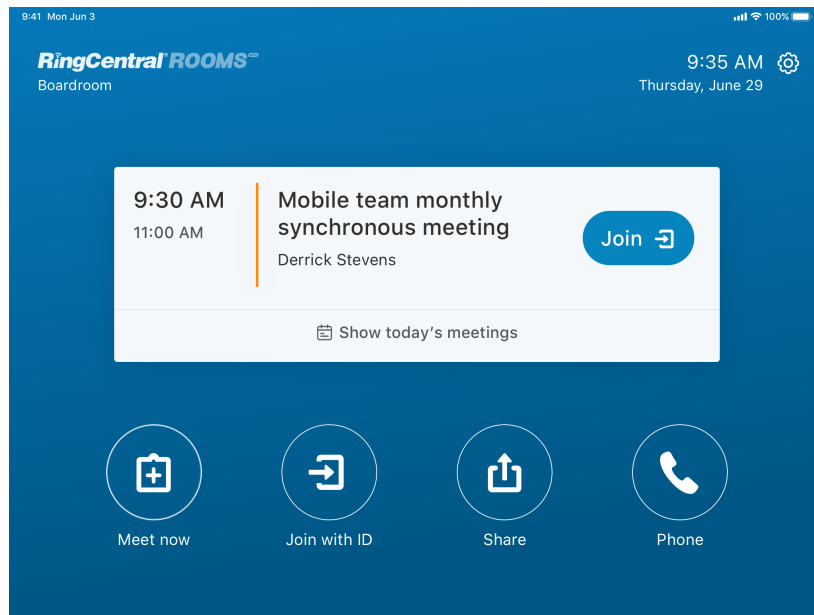 9:41 Mon Jun 3
100%
RingCentral ROOMS
Boardroom
9:35 AM
Thursday, June 29
9:30 AM
11:00 AM
Mobile team monthly
synchronous meeting
Derrick Stevens
Join
Show today's meetings
Meet now
Join with ID
Share
Phone